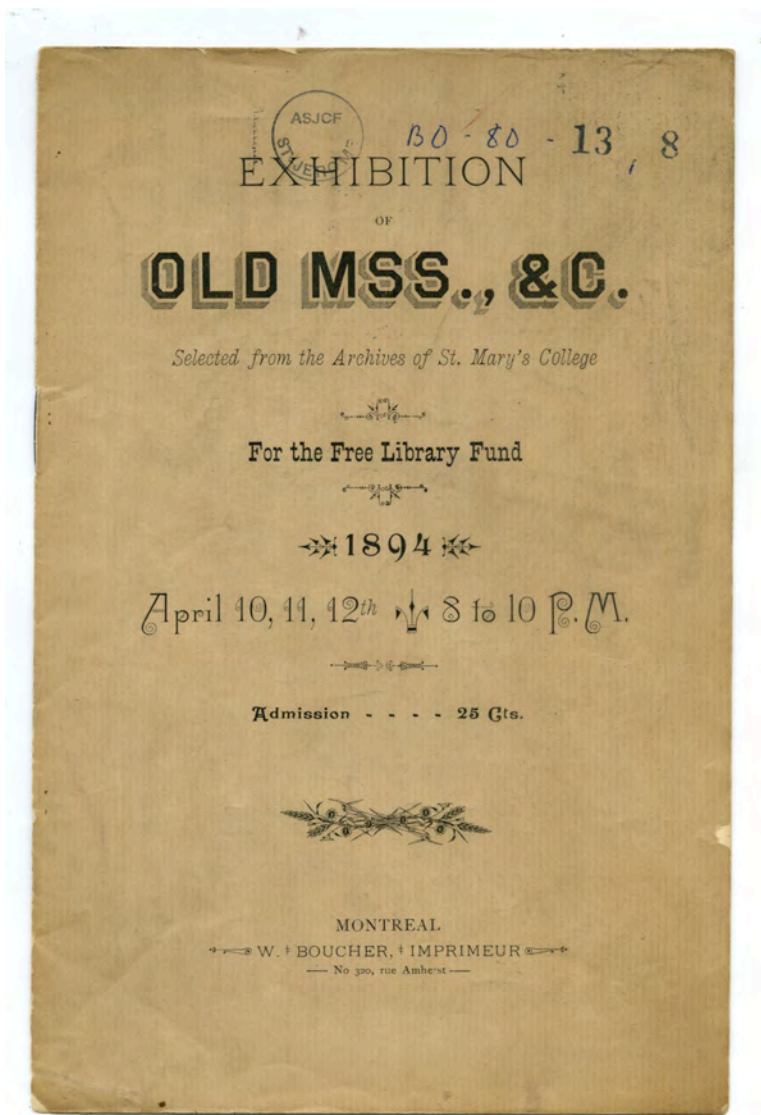 ASJCF
BO - 80 - 13, 8
EXHIBITION
OF
OLD MSS., &C.
Selected from the Archives of St. Mary's College
For the Free Library Fund
1894
April 10, 11, 12th 8 to 10 P.M.
Admission - - - - 25 Cts.
MONTREAL
W. BOUCHER, IMPRIMEUR
No 320, rue Amherst